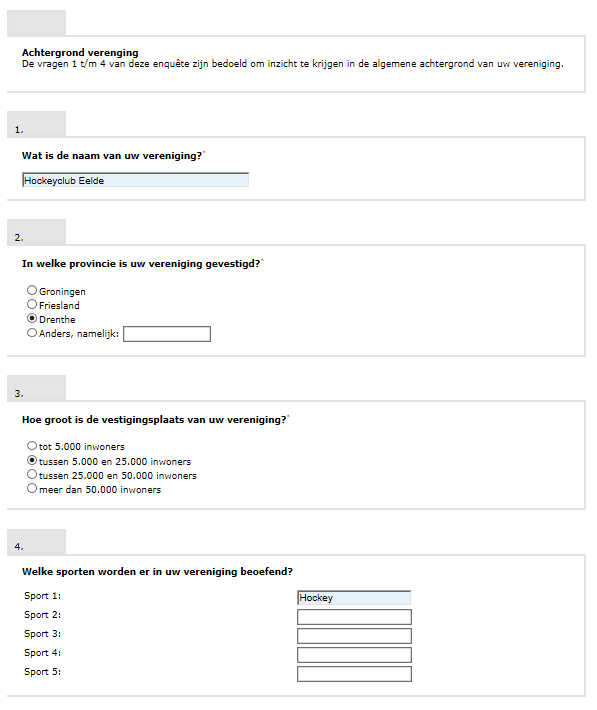 Achtergrond verenging
De vragen 1 t/m 4 van deze enquête zijn bedoeld om inzicht te krijgen in de algemene achtergrond van uw vereniging.
1.
Wat is de naam van uw vereniging?*
Hockeyclub Eelde
2.
In welke provincie is uw vereniging gevestigd?*
Groningen
Friesland
Drenthe
Anders, namelijk:
3.
Hoe groot is de vestigingsplaats van uw vereniging?*
tot 5.000 inwoners
tussen 5.000 en 25.000 inwoners
tussen 25.000 en 50.000 inwoners
meer dan 50.000 inwoners
4.
Welke sporten worden er in uw vereniging beoefend?
Sport 1: Hockey
Sport 2:
Sport 3:
Sport 4:
Sport 5: